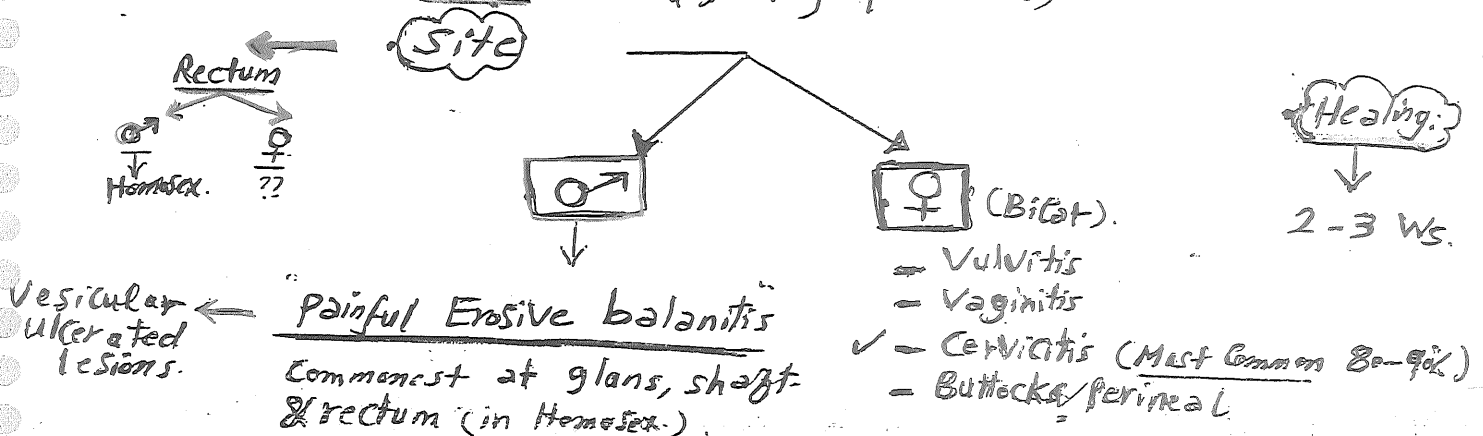 Site
Rectum
Homosex.
??
Healing:
2-3 Ws.
(Bilat).
- Vulvitis
- Vaginitis
✓ - Cervicitis (Most Common 80-90%)
- Buttocks/perineal
"Painful Erosive balanitis"
Commonest at glans, shaft
& rectum (in Homosex.)
Vesicular
ulcerated
lesions.